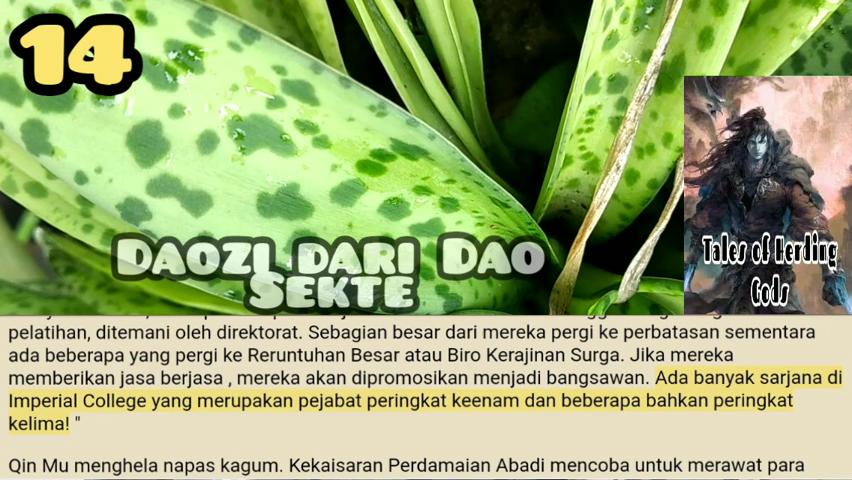 14
DAOZI DARI DAO
SEKTE
Tales of Herding
Gods
pelatihan, ditemani oleh direktorat. Sebagian besar dari mereka pergi ke perbatasan sementara
ada beberapa yang pergi ke Reruntuhan Besar atau Biro Kerajinan Surga. Jika mereka
memberikan jasa berjasa , mereka akan dipromosikan menjadi bangsawan. Ada banyak sarjana di
Imperial College yang merupakan pejabat peringkat keenam dan beberapa bahkan peringkat
kelima! "
Qin Mu menghela napas kagum. Kekaisaran Perdamaian Abadi mencoba untuk merawat para